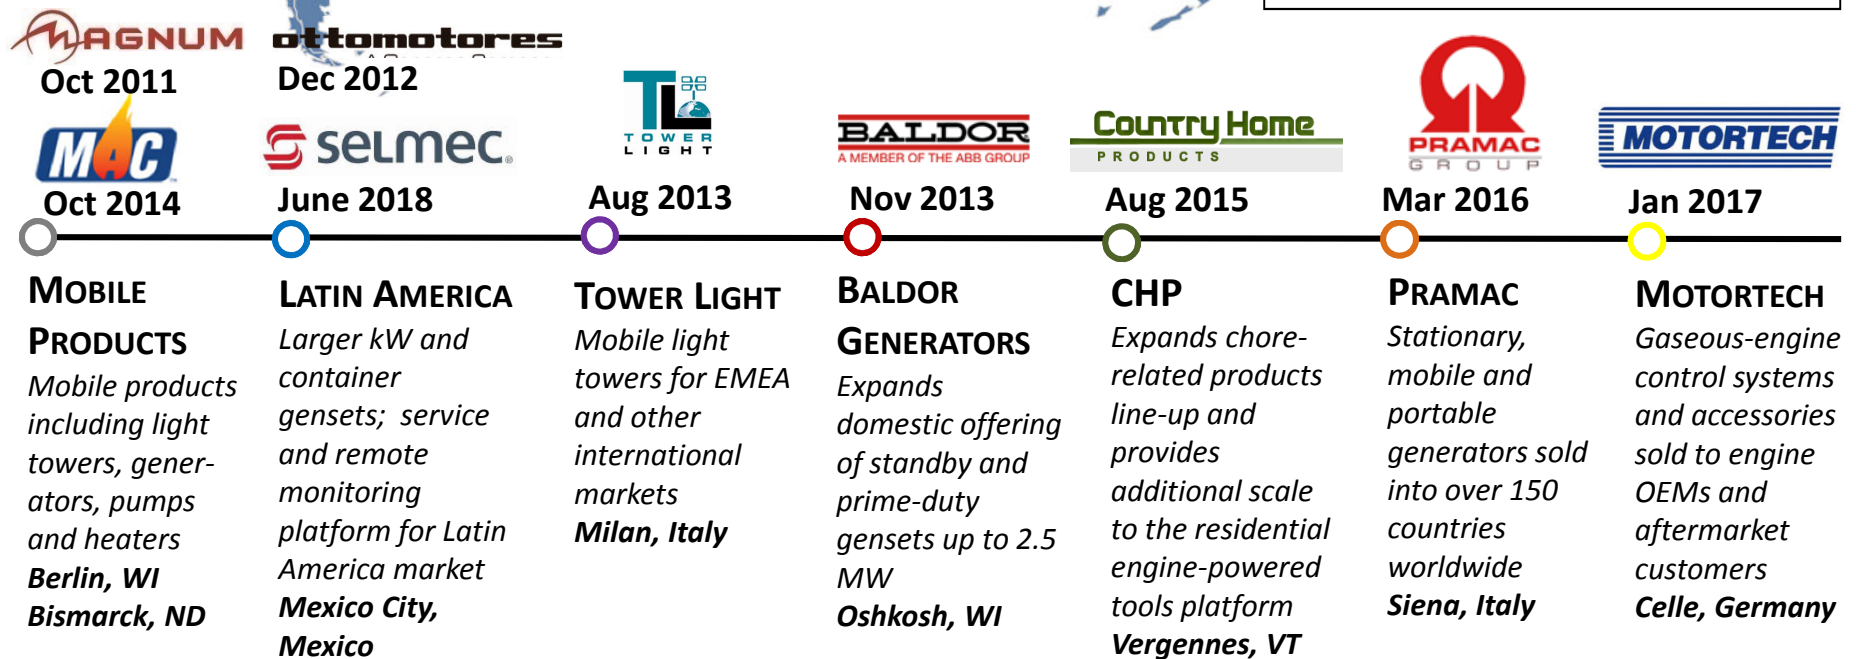 MAGNUM
Oct 2011
MAC
Oct 2014
MOBILE
PRODUCTS
Mobile products
including light
towers, gener-
ators, pumps
and heaters
Berlin, WI
Bismarck, ND
ottomotores
Dec 2012
selmec
June 2018
LATIN AMERICA
Larger kW and
container
gensets; service
and remote
monitoring
platform for Latin
America market
Mexico City,
Mexico
TL
TOWER
LIGHT
Aug 2013
TOWER LIGHT
Mobile light
towers for EMEA
and other
international
markets
Milan, Italy
BALDOR
A MEMBER OF THE ABB GROUP
Nov 2013
BALDOR
GENERATORS
Expands
domestic offering
of standby and
prime-duty
gensets up to 2.5
MW
Oshkosh, WI
Country Home
PRODUCTS
Aug 2015
CHP
Expands chore-
related products
line-up and
provides
additional scale
to the residential
engine-powered
tools platform
Vergennes, VT
PRAMAC
GROUP
Mar 2016
PRAMAC
Stationary,
mobile and
portable
generators sold
into over 150
countries
worldwide
Siena, Italy
MOTORTECH
Jan 2017
MOTORTECH
Gaseous-engine
control systems
and accessories
sold to engine
OEMs and
aftermarket
customers
Celle, Germany